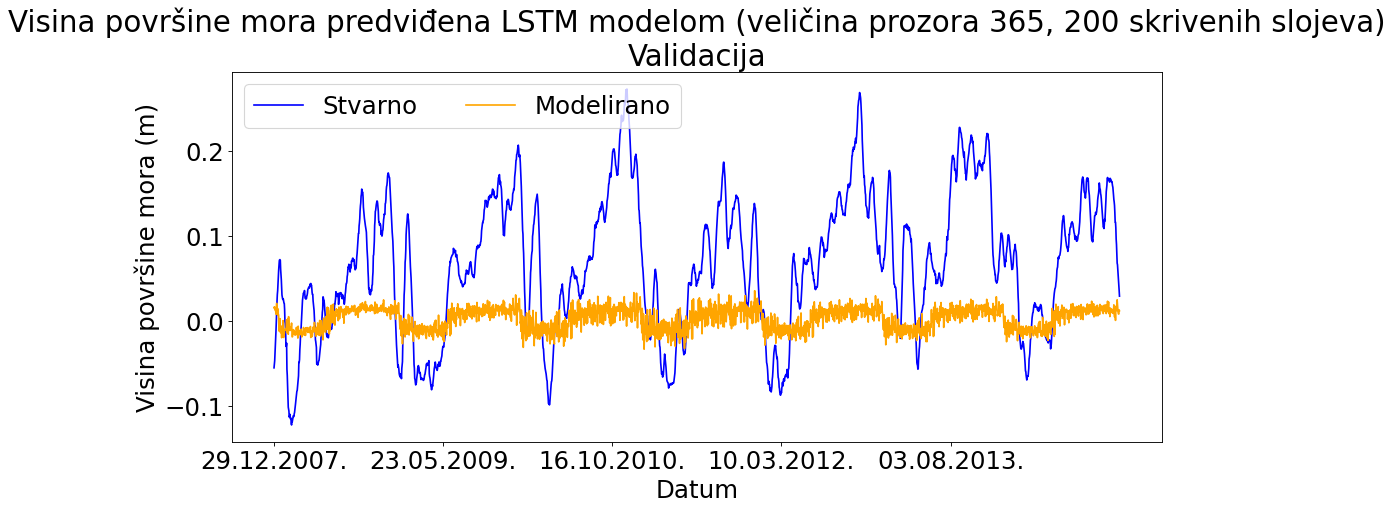 Visina površine mora predviđena LSTM modelom (veličina prozora 365, 200 skrivenih slojeva)
Validacija
Stvarno
Modelirano
Visina površine mora (m)
0.2
0.1
0.0
−0.1
29.12.2007.
23.05.2009.
16.10.2010.
10.03.2012.
03.08.2013.
Datum